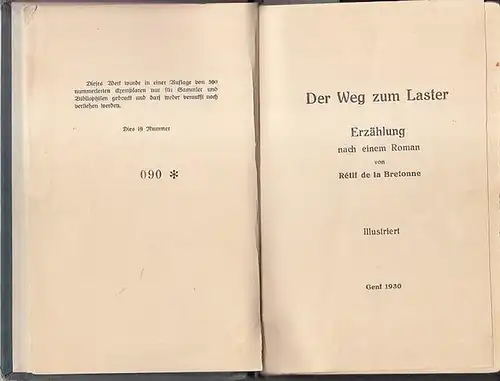 Dieses Werk wurde in einer Auflage von 580
nummerierten Exemplaren nur für Sammler und
Bibliophilen gedruckt und darf weder verkauft noch
verliehen werden.
Dies ist Nummer
090 *
Der Weg zum Laster
Erzählung
nach einem Roman
von
Rétif de la Bretonne
Illustriert
Genf 1930